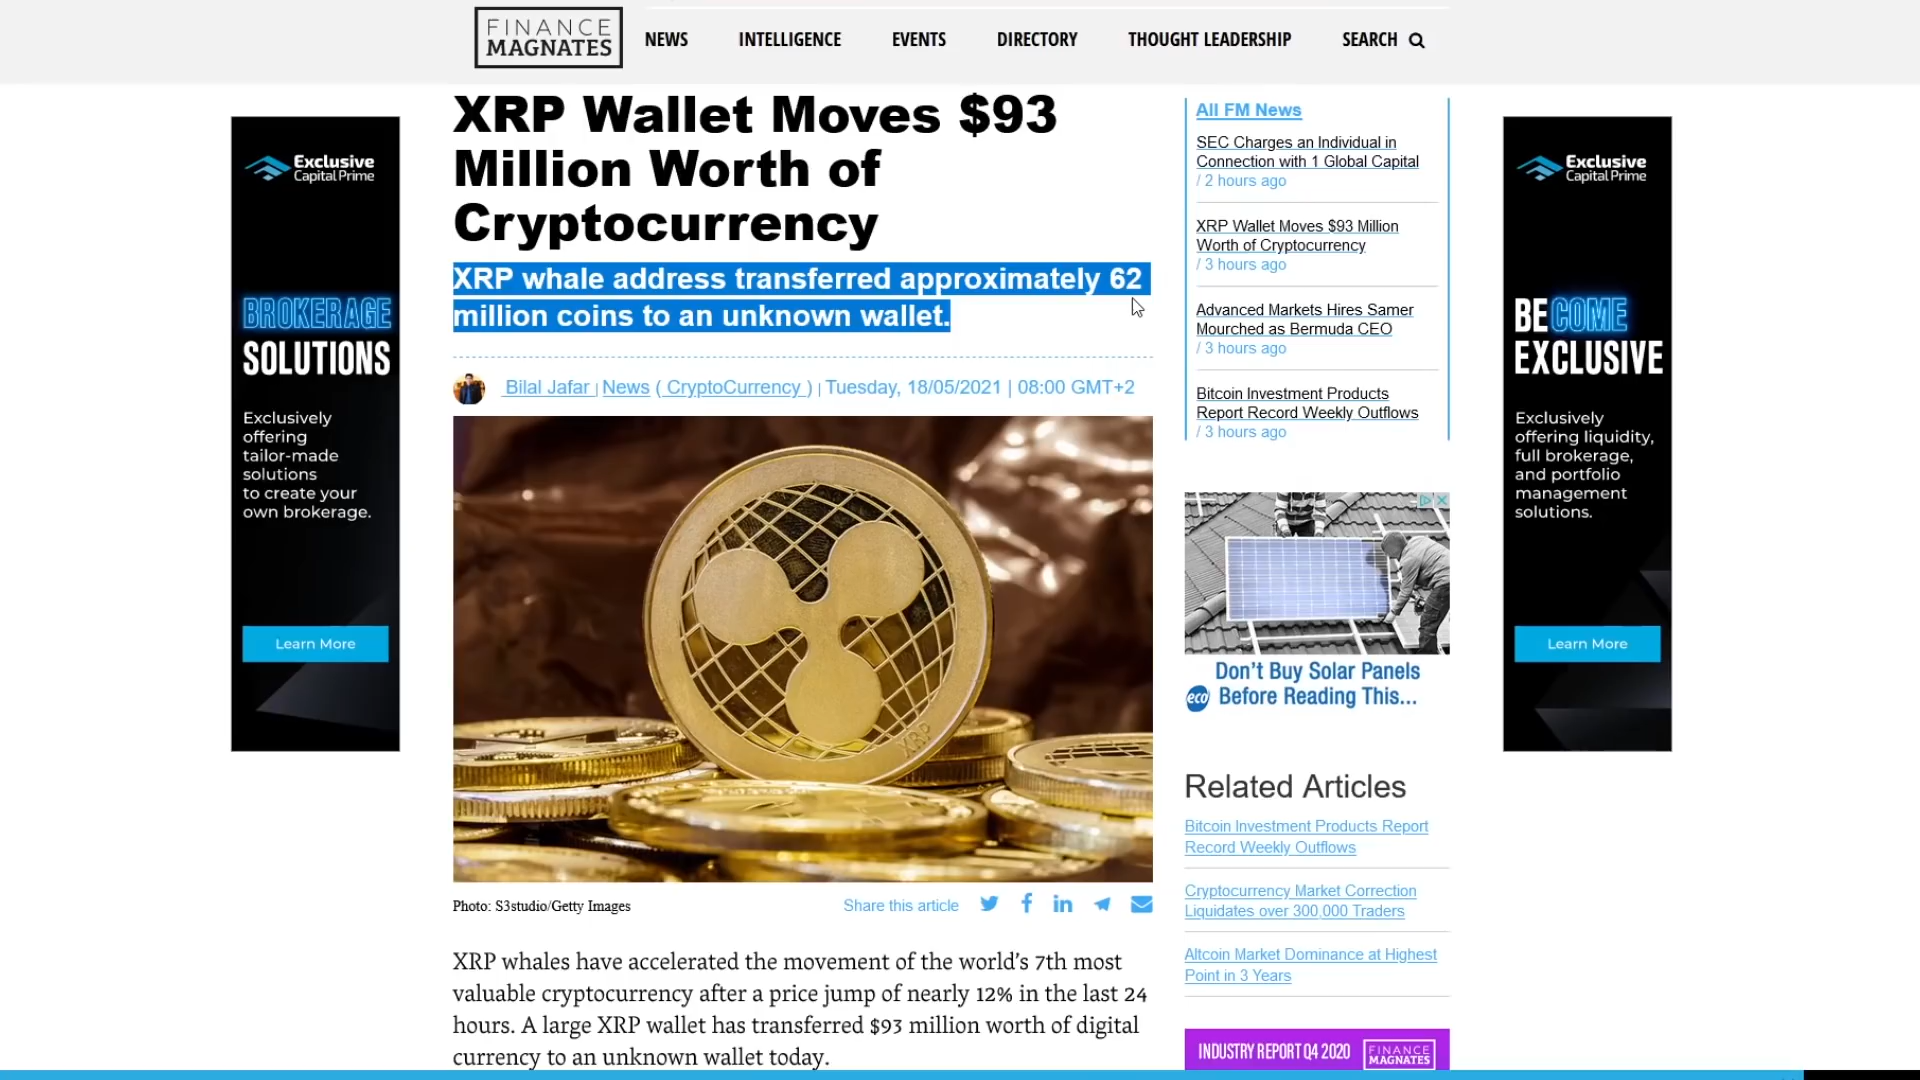 FINANCE
MAGNATES
NEWS
INTELLIGENCE
EVENTS
DIRECTORY
THOUGHT LEADERSHIP
SEARCH
Exclusive
Capital Prime
BROKERAGE
SOLUTIONS
Exclusively
offering
tailor-made
solutions
to create your
own brokerage.
Learn More
XRP Wallet Moves $93
Million Worth of
Cryptocurrency
XRP whale address transferred approximately 62
million coins to an unknown wallet.
Bilal Jafar | News ( CryptoCurrency ) | Tuesday, 18/05/2021 | 08:00 GMT+2
XRP
Photo: S3studio/Getty Images
Share this article
XRP whales have accelerated the movement of the world's 7th most
valuable cryptocurrency after a price jump of nearly 12% in the last 24
hours. A large XRP wallet has transferred $93 million worth of digital
currency to an unknown wallet today.
All FM News
SEC Charges an Individual in
Connection with 1 Global Capital
/ 2 hours ago
XRP Wallet Moves $93 Million
Worth of Cryptocurrency
/ 3 hours ago
Advanced Markets Hires Samer
Mourched as Bermuda CEO
/ 3 hours ago
Bitcoin Investment Products
Report Record Weekly Outflows
/ 3 hours ago
Don't Buy Solar Panels
eco Before Reading This...
Related Articles
Bitcoin Investment Products Report
Record Weekly Outflows
Cryptocurrency Market Correction
Liquidates over 300,000 Traders
Altcoin Market Dominance at Highest
Point in 3 Years
INDUSTRY REPORT Q4 2020
FINANCE
MAGNATES
Exclusive
Capital Prime
BECOME
EXCLUSIVE
Exclusively
offering liquidity,
full brokerage,
and portfolio
management
solutions.
Learn More